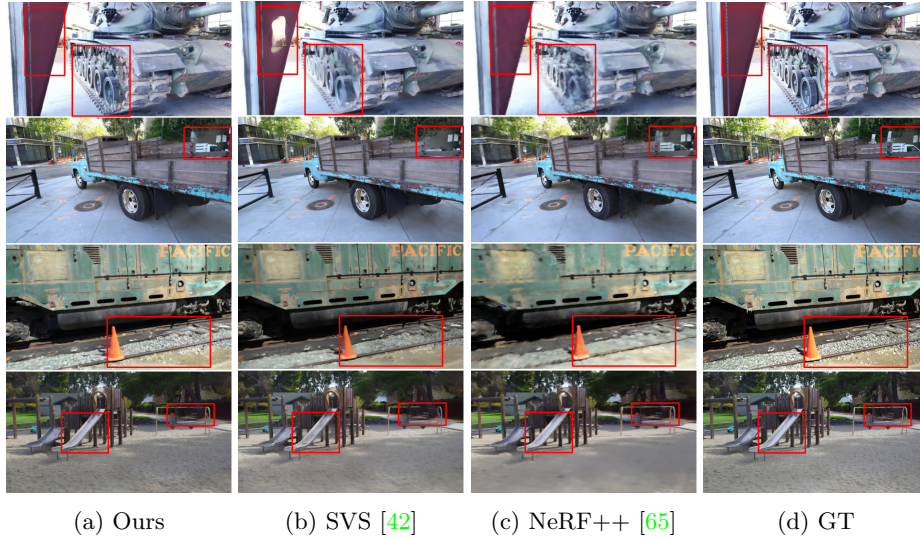 PACIFIC PACIFIC PACIFIC PACIFIC
(a) Ours (b) SVS [42] (c) NeRF++ [65] (d) GT